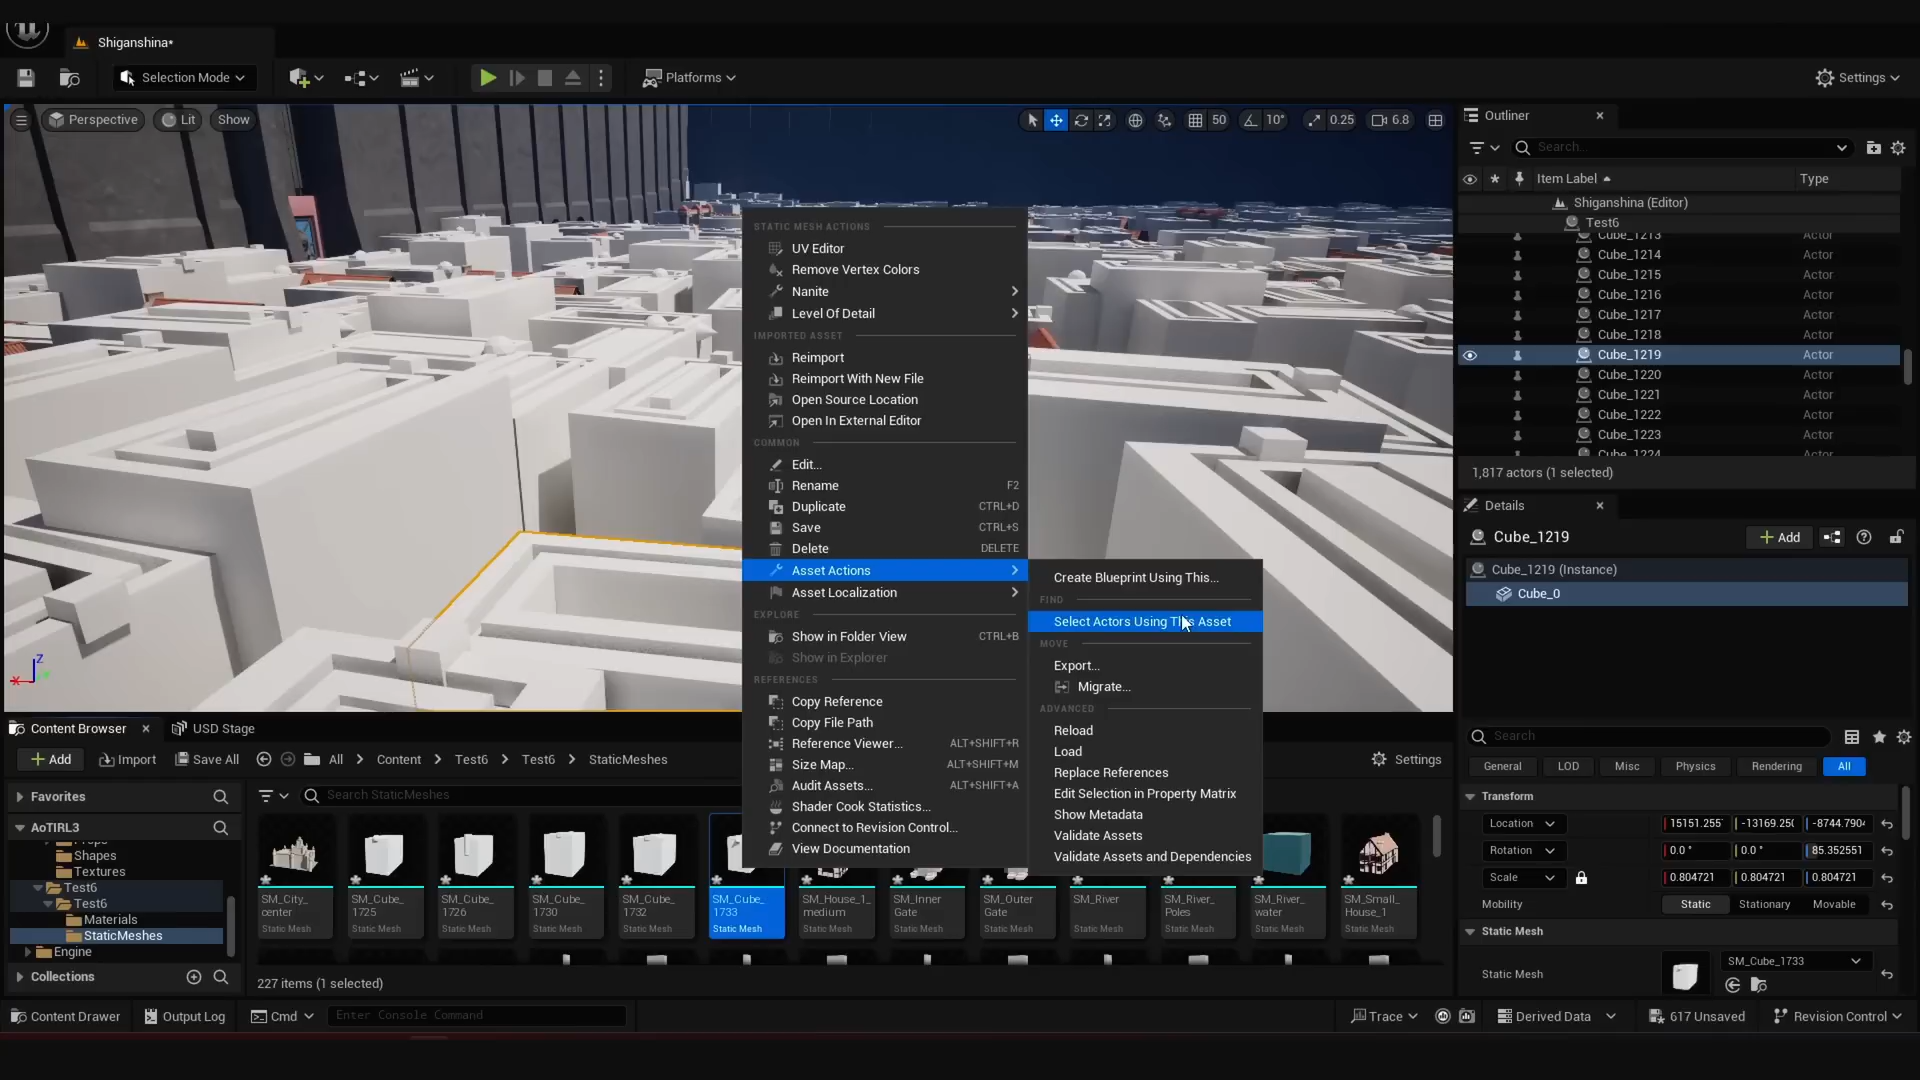 Shiganshina*
Selection Mode
Platforms
Settings
Perspective
Lit
Show
50
10°
0.25
6.8
Outliner
Search...
Item Label
Type
Shiganshina (Editor)
Test6
Cube_1213 Actor
Cube_1214 Actor
Cube_1215 Actor
Cube_1216 Actor
Cube_1217 Actor
Cube_1218 Actor
Cube_1219 Actor
Cube_1220 Actor
Cube_1221 Actor
Cube_1222 Actor
Cube_1223 Actor
Cube_1224 Actor
1,817 actors (1 selected)
STATIC MESH ACTIONS
UV Editor
Remove Vertex Colors
Nanite
Level Of Detail
IMPORTED ASSET
Reimport
Reimport With New File
Open Source Location
Open In External Editor
COMMON
Edit...
Rename F2
Duplicate CTRL+D
Save CTRL+S
Delete DELETE
Asset Actions
Asset Localization
EXPLORE
Show in Folder View CTRL+B
Show in Explorer
REFERENCES
Copy Reference
Copy File Path
Reference Viewer... ALT+SHIFT+R
Size Map... ALT+SHIFT+M
Audit Assets... ALT+SHIFT+A
Shader Cook Statistics...
Connect to Revision Control...
View Documentation
Create Blueprint Using This...
FIND
Select Actors Using This Asset
MOVE
Export...
Migrate...
ADVANCED
Reload
Load
Replace References
Edit Selection in Property Matrix
Show Metadata
Validate Assets
Validate Assets and Dependencies
Details
Cube_1219
Add
Cube_1219 (Instance)
Cube_0
Search
General
LOD
Misc
Physics
Rendering
All
Transform
Location 15151.255 -13169.250 -8744.7904
Rotation 0.0 ° 0.0 ° 85.352551
Scale 0.804721 0.804721 0.804721
Mobility Static Stationary Movable
Static Mesh
Static Mesh SM_Cube_1733
Z
X
Y
Content Browser
USD Stage
Add
Import
Save All
All
Content
Test6
Test6
StaticMeshes
Settings
Favorites
Search StaticMeshes
AoTIRL3
Props
Shapes
Textures
Test6
Test6
Materials
StaticMeshes
Engine
Collections
SM_City_
center
Static Mesh
SM_Cube_
1725
Static Mesh
SM_Cube_
1726
Static Mesh
SM_Cube_
1730
Static Mesh
SM_Cube_
1732
Static Mesh
SM_Cube_
1733
Static Mesh
SM_House_1_
medium
Static Mesh
SM_Inner
Gate
Static Mesh
SM_Outer
Gate
Static Mesh
SM_River
Static Mesh
SM_River_
Poles
Static Mesh
SM_River_
water
Static Mesh
SM_Small_
House_1
Static Mesh
227 items (1 selected)
Content Drawer
Output Log
Cmd
Enter Console Command
Trace
Derived Data
617 Unsaved
Revision Control